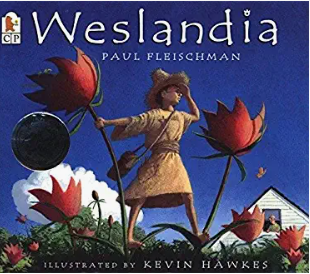 Weslandia
PAUL FLEISCHMAN
CP
ILLUSTRATED BY KEVIN HAWKES